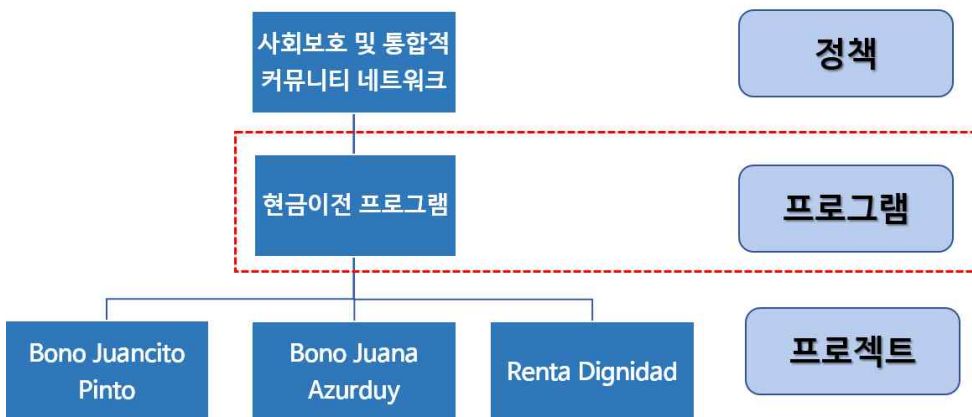 사회보호 및 통합적
커뮤니티 네트워크
정책
현금이전 프로그램
프로그램
Bono Juancito
Pinto
Bono Juana
Azurduy
Renta Dignidad
프로젝트